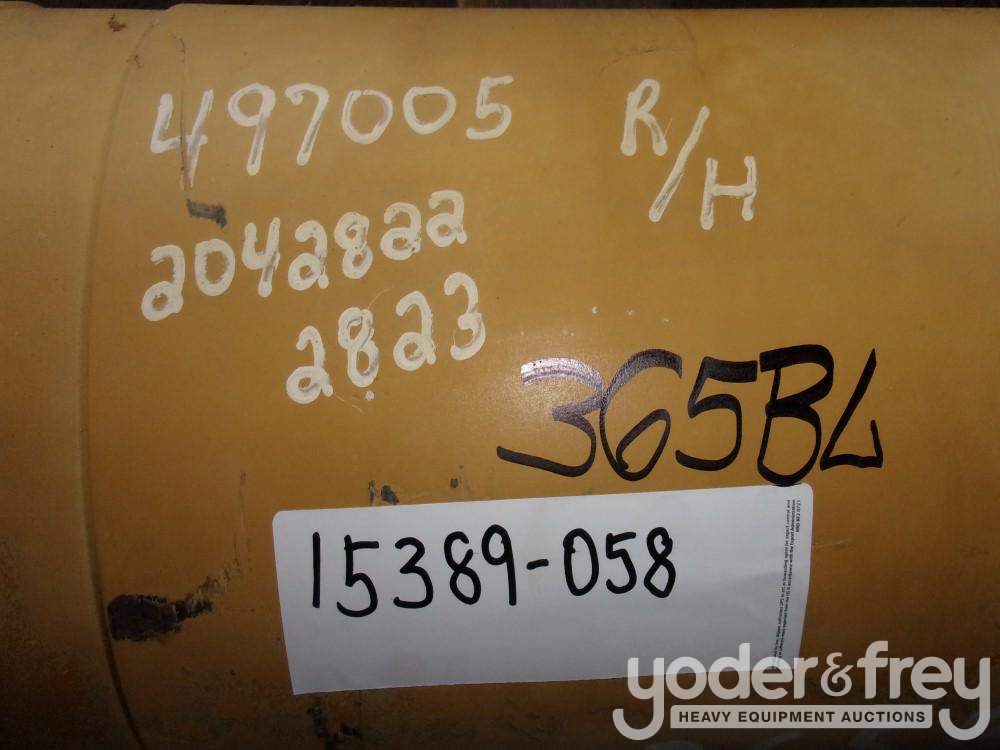 497005 R/H
2042822
2823
365BL
15389-058
yoder&frey
HEAVY EQUIPMENT AUCTIONS